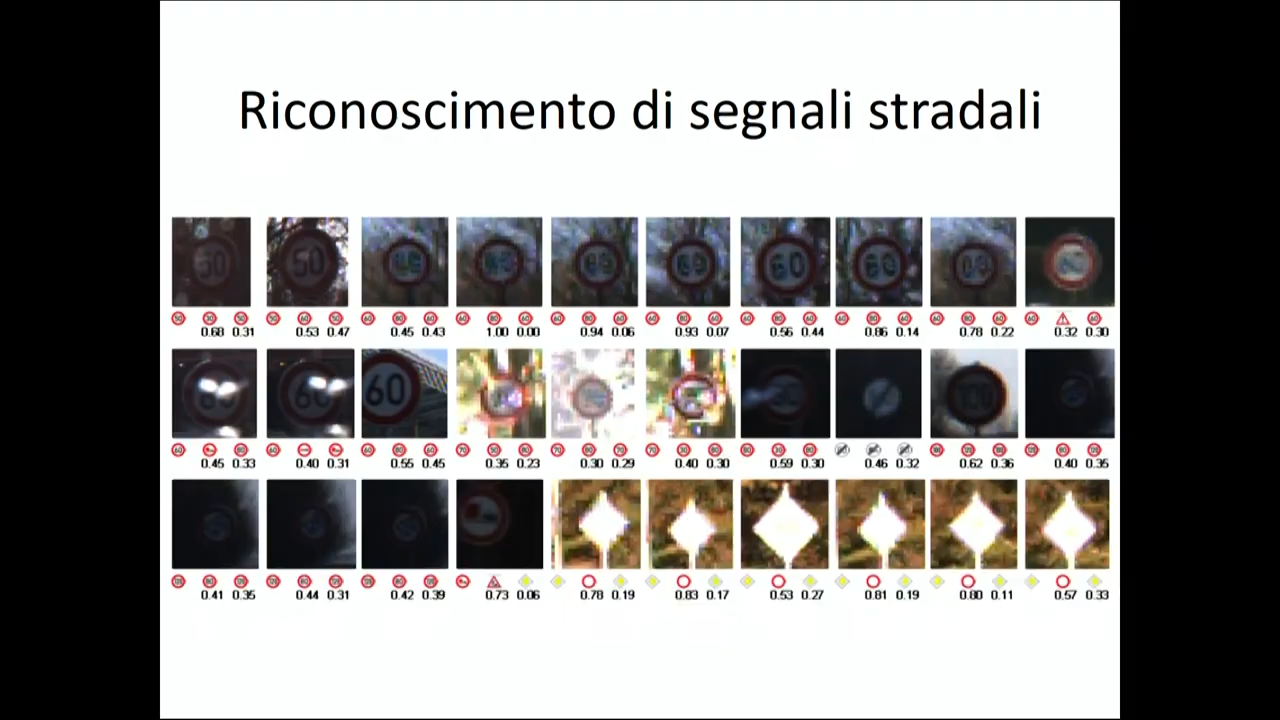 Riconoscimento di segnali stradali
50 50 60 60
0.68 0.31 0.53 0.47 0.45 0.43 1.00 0.00 0.94 0.06 0.93 0.07 0.56 0.44 0.86 0.14 0.78 0.22 0.32 0.30
60
0.45 0.33 0.40 0.31 0.55 0.45 0.35 0.23 0.30 0.29 0.40 0.30 0.59 0.30 0.46 0.32 0.62 0.36 0.40 0.35
0.41 0.35 0.44 0.31 0.42 0.39 0.73 0.06 0.78 0.19 0.83 0.17 0.53 0.27 0.81 0.19 0.80 0.11 0.57 0.33